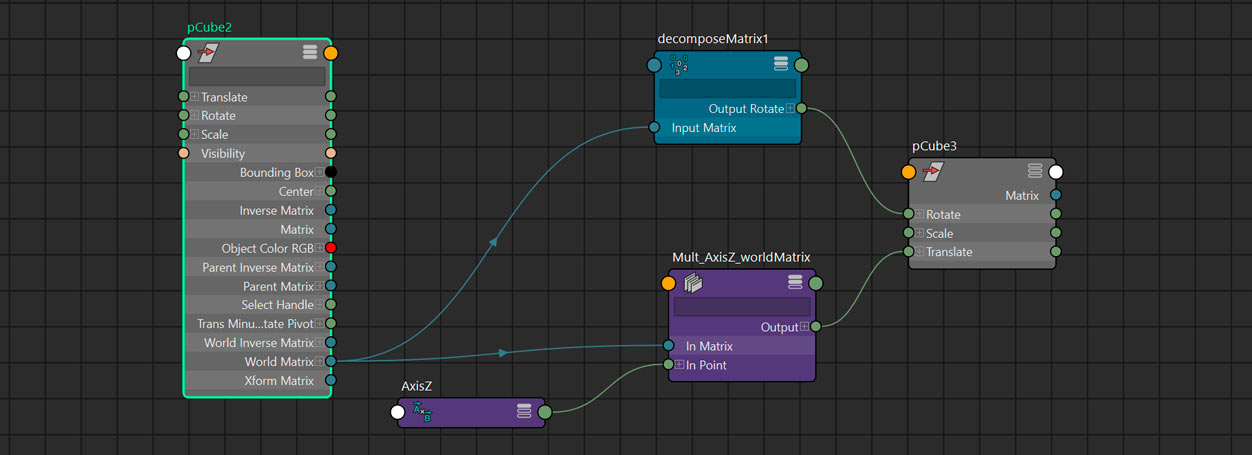 pCube2
Translate
Rotate
Scale
Visibility
Bounding Box
Center
Inverse Matrix
Matrix
Object Color RGB
Parent Inverse Matrix
Parent Matrix
Select Handle
Trans Minu...tate Pivot
World Inverse Matrix
World Matrix
Xform Matrix
decomposeMatrix1
Output Rotate
Input Matrix
Mult_AxisZ_worldMatrix
Output
In Matrix
In Point
AxisZ
pCube3
Matrix
Rotate
Scale
Translate